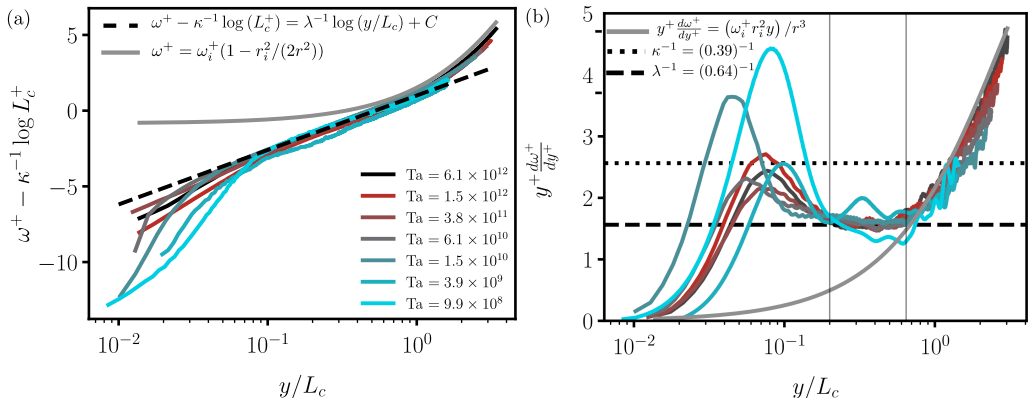 (a)
ω⁺ − κ⁻¹ log (L_c⁺) = λ⁻¹ log (y/L_c) + C
ω⁺ = ω_i⁺(1 − r_i²/(2r²))
5
0
−5
−10
ω⁺ − κ⁻¹ log L_c⁺
Ta = 6.1 × 10¹²
Ta = 1.5 × 10¹²
Ta = 3.8 × 10¹¹
Ta = 6.1 × 10¹⁰
Ta = 1.5 × 10¹⁰
Ta = 3.9 × 10⁹
Ta = 9.9 × 10⁸
10⁻²
10⁻¹
10⁰
y/L_c
(b)
y⁺ dω⁺/dy⁺ = (ω_i⁺r_i²y) /r³
κ⁻¹ = (0.39)⁻¹
λ⁻¹ = (0.64)⁻¹
5
4
3
2
1
0
y⁺ dω⁺/dy⁺
10⁻²
10⁻¹
10⁰
y/L_c